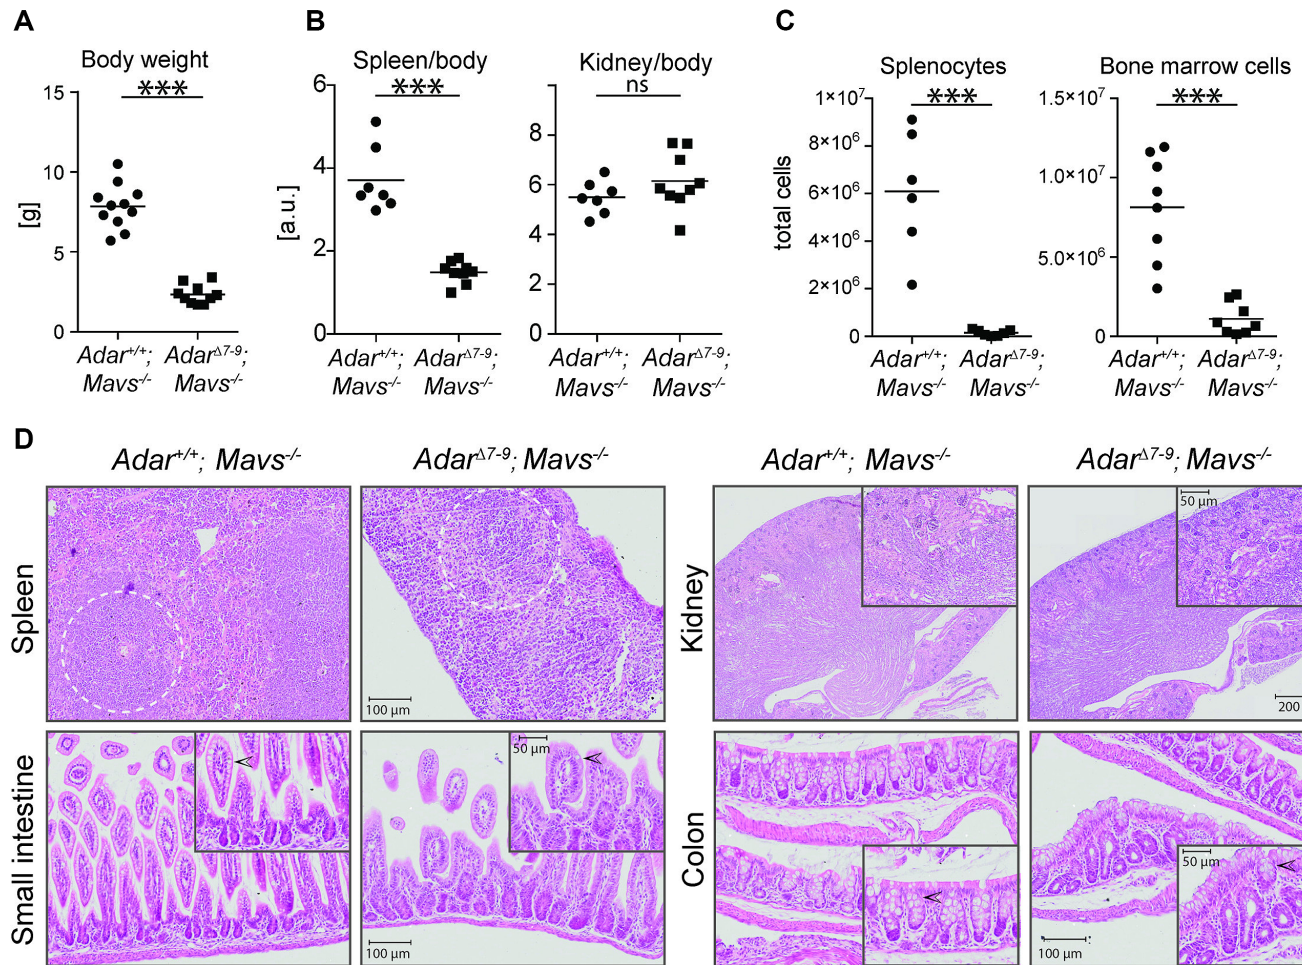 A
Body weight
***
15
10
5
0
[g]
Adar+/+;
Mavs-/-
AdarΔ7-9;
Mavs-/-
B
Spleen/body
***
6
4
2
0
[a.u.]
Adar+/+;
Mavs-/-
AdarΔ7-9;
Mavs-/-
Kidney/body
ns
8
6
4
2
0
Adar+/+;
Mavs-/-
AdarΔ7-9;
Mavs-/-
C
Splenocytes
***
1×10⁷
8×10⁶
6×10⁶
4×10⁶
2×10⁶
0
total cells
Adar+/+;
Mavs-/-
AdarΔ7-9;
Mavs-/-
Bone marrow cells
***
1.5×10⁷
1.0×10⁷
5.0×10⁶
0
Adar+/+;
Mavs-/-
AdarΔ7-9;
Mavs-/-
D
Adar+/+; Mavs-/-
AdarΔ7-9; Mavs-/-
Adar+/+; Mavs-/-
AdarΔ7-9; Mavs-/-
Spleen
100 µm
Kidney
50 µm
200
Small intestine
50 µm
100 µm
Colon
50 µm
100 µm